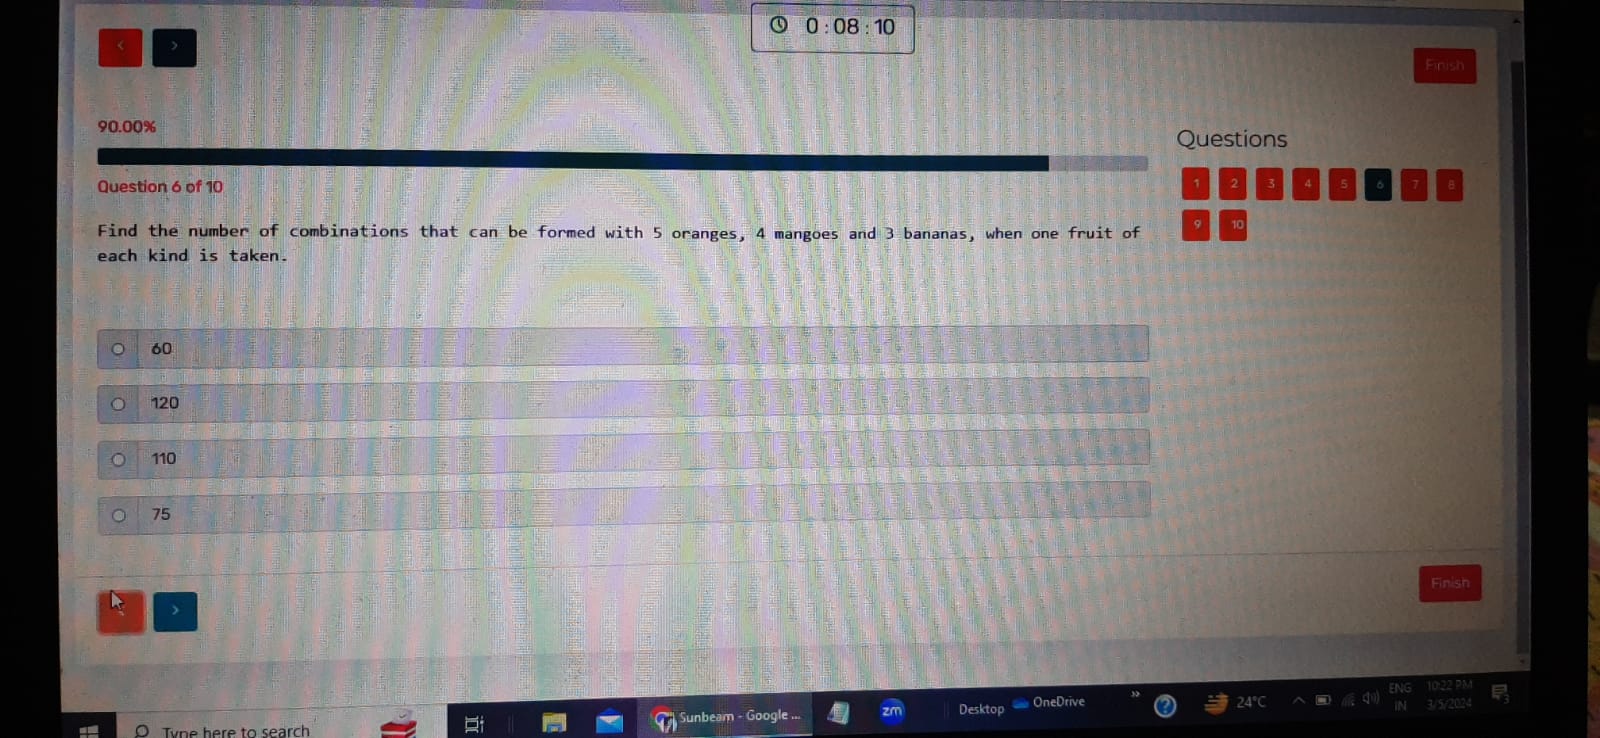 0 : 08 : 10
<
>
Finish
90.00%
Questions
1 2 3 4 5 6 7 8
9 10
Question 6 of 10
Find the number of combinations that can be formed with 5 oranges, 4 mangoes and 3 bananas, when one fruit of
each kind is taken.
60
120
110
75
Finish
>
Type here to search
Sunbeam - Google ...
zm
Desktop
OneDrive
»
?
24°C
ENG
IN
10:22 PM
3/5/2024
3